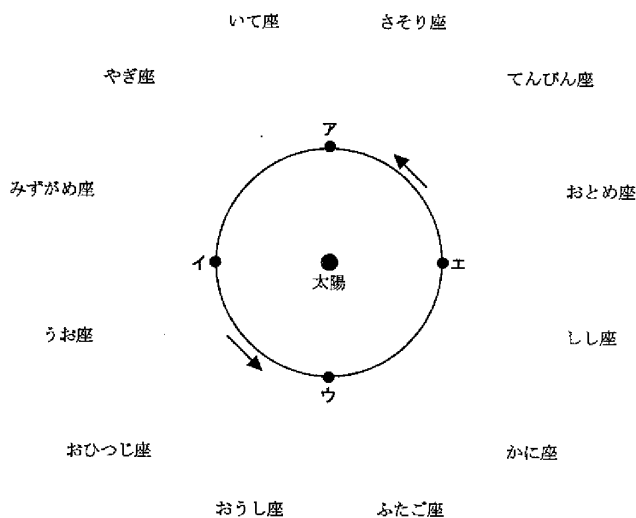 いて座
さそり座
やぎ座
てんびん座
ア
みずがめ座
おとめ座
イ
エ
太陽
うお座
しし座
ウ
おひつじ座
かに座
おうし座
ふたご座